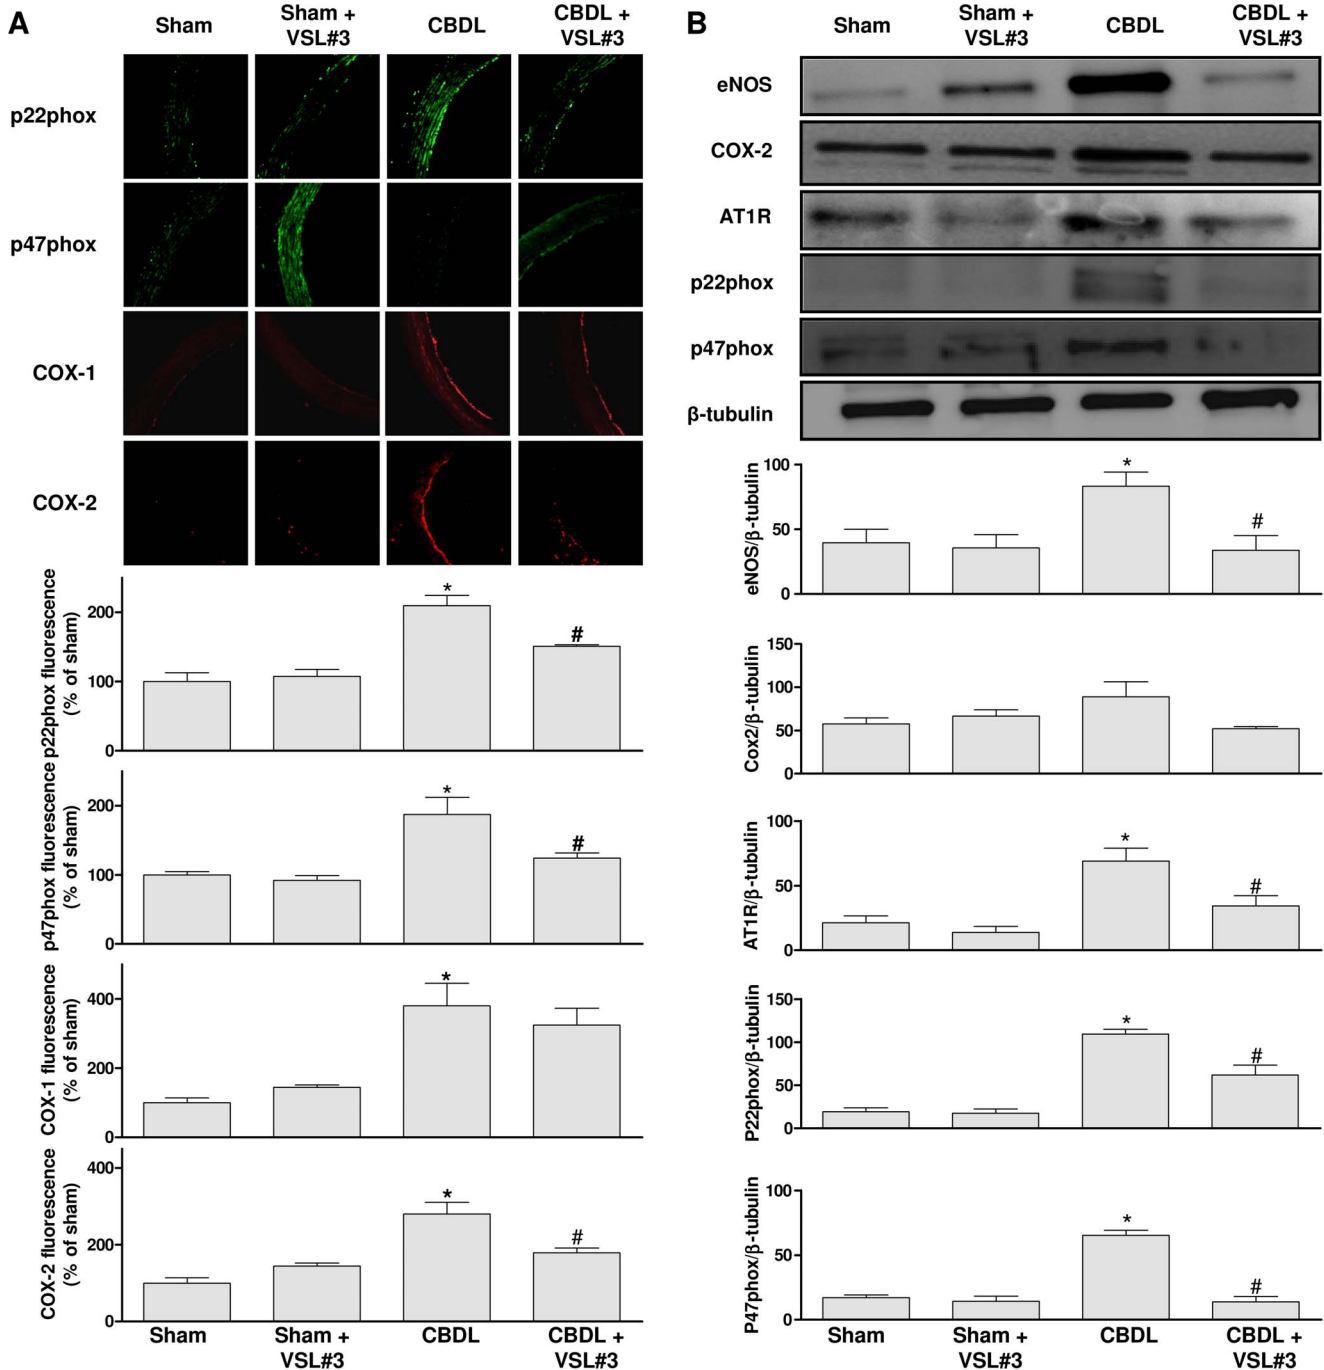 A
Sham
Sham +
VSL#3
CBDL
CBDL +
VSL#3
p22phox
p47phox
COX-1
COX-2
p22phox fluorescence
(% of sham)
200
100
0
*
#
p47phox fluorescence
(% of sham)
200
100
0
*
#
COX-1 fluorescence
(% of sham)
400
200
0
*
COX-2 fluorescence
(% of sham)
400
200
0
*
#
Sham
Sham +
VSL#3
CBDL
CBDL +
VSL#3
B
Sham
Sham +
VSL#3
CBDL
CBDL +
VSL#3
eNOS
COX-2
AT1R
p22phox
p47phox
β-tubulin
eNOS/β-tubulin
100
50
0
*
#
Cox2/β-tubulin
150
100
50
0
AT1R/β-tubulin
100
50
0
*
#
P22phox/β-tubulin
150
100
50
0
*
#
P47phox/β-tubulin
100
50
0
*
#
Sham
Sham +
VSL#3
CBDL
CBDL +
VSL#3